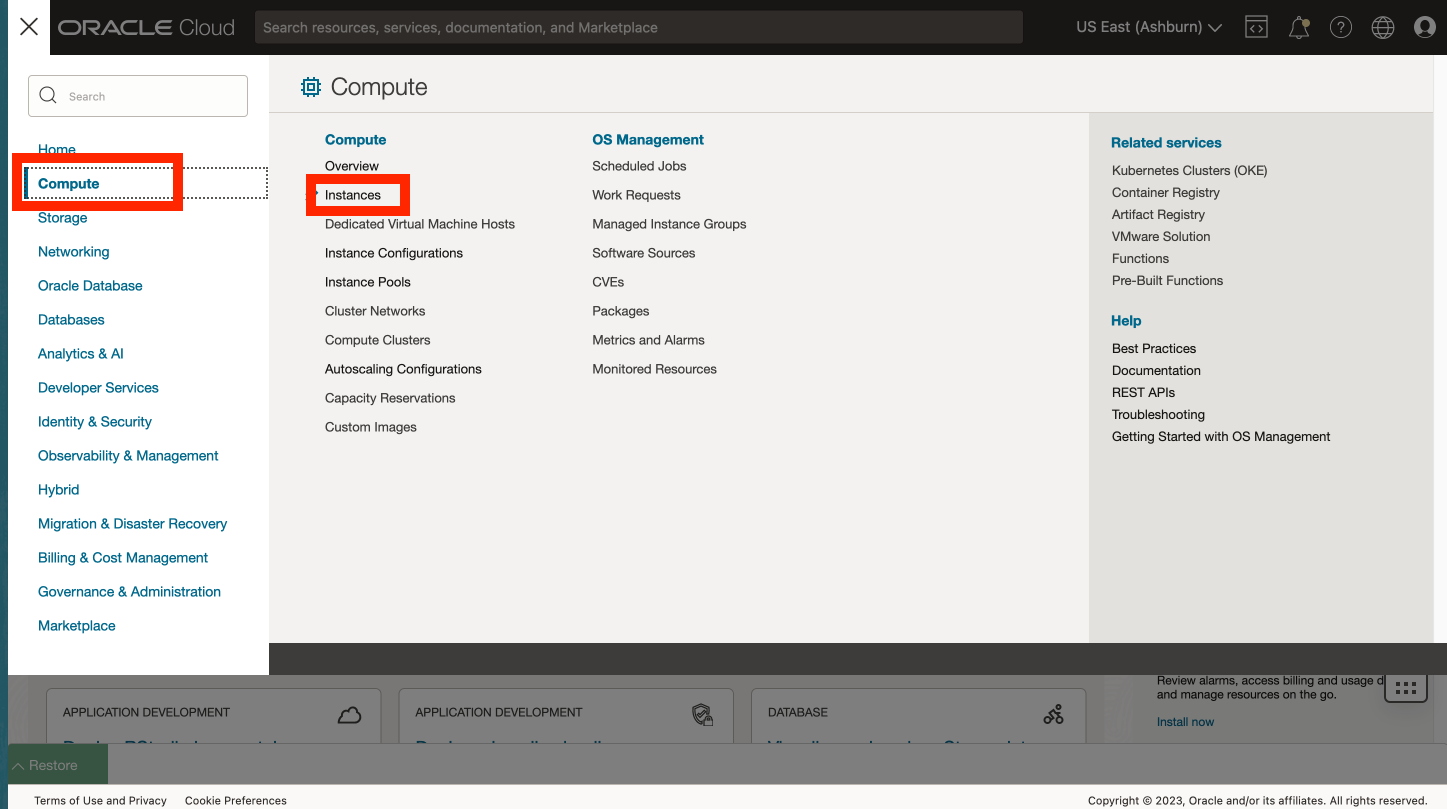 ORACLE Cloud
Search resources, services, documentation, and Marketplace
US East (Ashburn)
Search
Home
Compute
Storage
Networking
Oracle Database
Databases
Analytics & AI
Developer Services
Identity & Security
Observability & Management
Hybrid
Migration & Disaster Recovery
Billing & Cost Management
Governance & Administration
Marketplace
Compute
Compute
Overview
Instances
Dedicated Virtual Machine Hosts
Instance Configurations
Instance Pools
Cluster Networks
Compute Clusters
Autoscaling Configurations
Capacity Reservations
Custom Images
OS Management
Scheduled Jobs
Work Requests
Managed Instance Groups
Software Sources
CVEs
Packages
Metrics and Alarms
Monitored Resources
Related services
Kubernetes Clusters (OKE)
Container Registry
Artifact Registry
VMware Solution
Functions
Pre-Built Functions
Help
Best Practices
Documentation
REST APIs
Troubleshooting
Getting Started with OS Management
APPLICATION DEVELOPMENT
APPLICATION DEVELOPMENT
DATABASE
Review alarms, access billing and usage d
and manage resources on the go.
Install now
Restore
Terms of Use and Privacy
Cookie Preferences
Copyright © 2023, Oracle and/or its affiliates. All rights reserved.